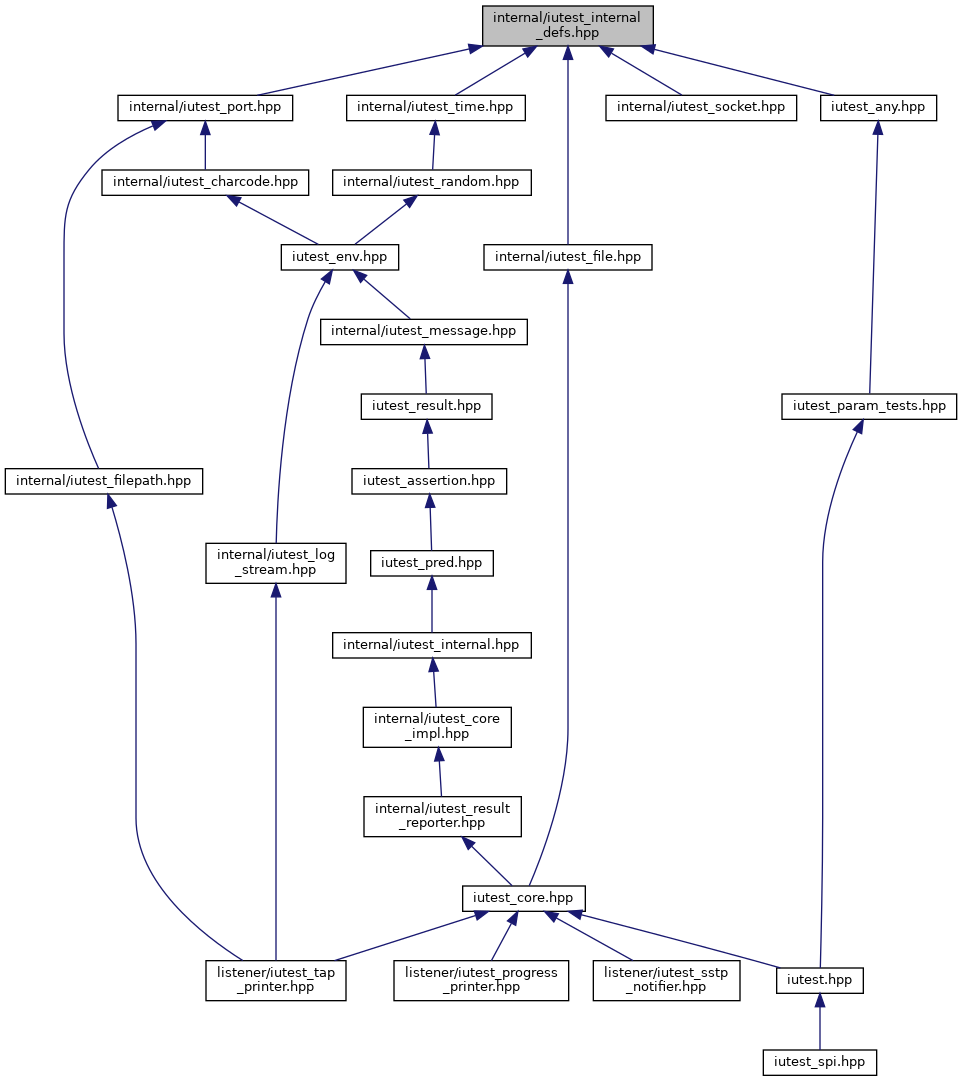 internal/iutest_internal
_defs.hpp
internal/iutest_port.hpp
internal/iutest_time.hpp
internal/iutest_socket.hpp
iutest_any.hpp
internal/iutest_charcode.hpp
internal/iutest_random.hpp
iutest_env.hpp
internal/iutest_file.hpp
internal/iutest_message.hpp
iutest_result.hpp
iutest_param_tests.hpp
internal/iutest_filepath.hpp
iutest_assertion.hpp
internal/iutest_log
_stream.hpp
iutest_pred.hpp
internal/iutest_internal.hpp
internal/iutest_core
_impl.hpp
internal/iutest_result
_reporter.hpp
iutest_core.hpp
listener/iutest_tap
_printer.hpp
listener/iutest_progress
_printer.hpp
listener/iutest_sstp
_notifier.hpp
iutest.hpp
iutest_spi.hpp